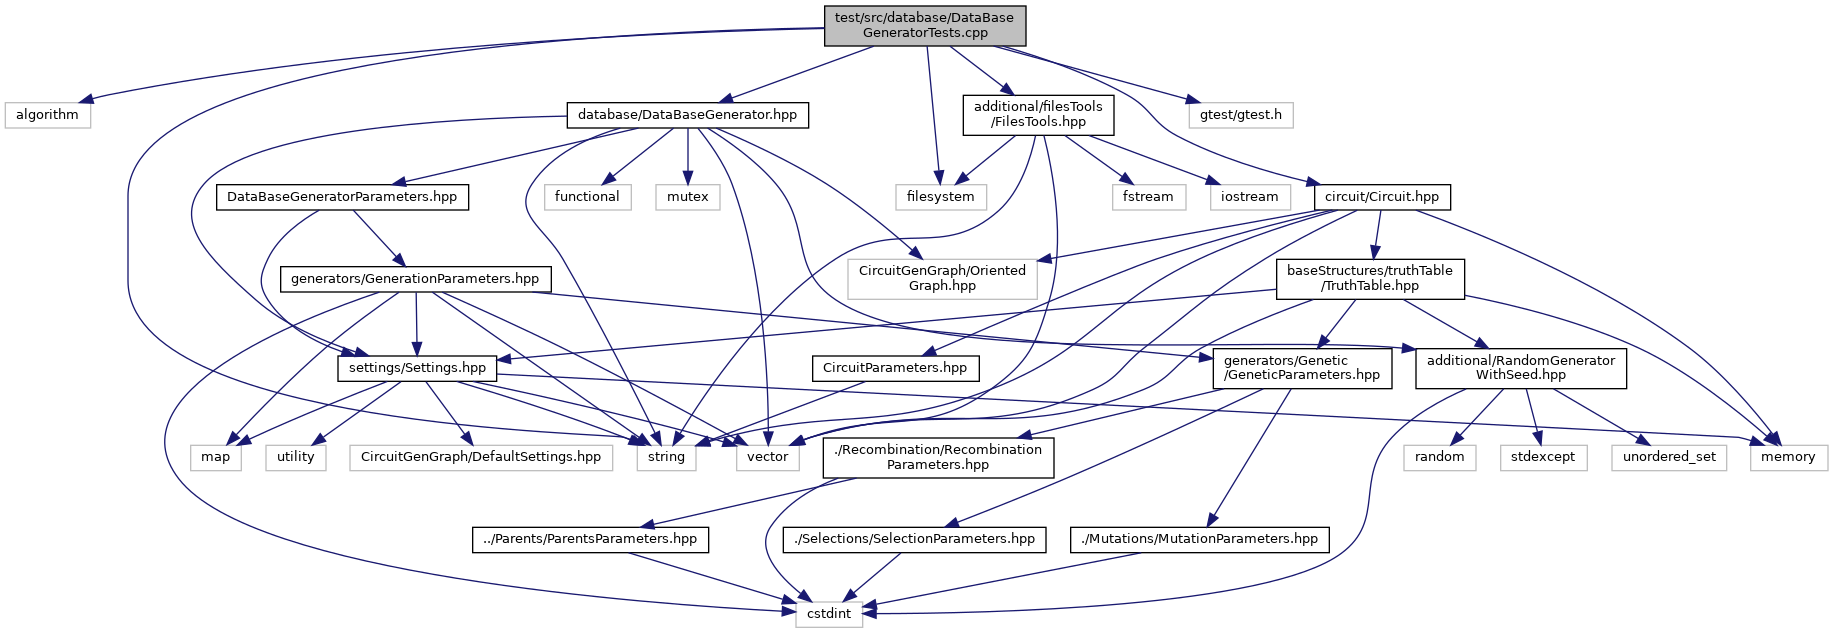 test/src/database/DataBase
GeneratorTests.cpp
algorithm
database/DataBaseGenerator.hpp
additional/filesTools
/FilesTools.hpp
gtest/gtest.h
DataBaseGeneratorParameters.hpp
functional
mutex
filesystem
fstream
iostream
circuit/Circuit.hpp
generators/GenerationParameters.hpp
CircuitGenGraph/Oriented
Graph.hpp
baseStructures/truthTable
/TruthTable.hpp
settings/Settings.hpp
CircuitParameters.hpp
generators/Genetic
/GeneticParameters.hpp
additional/RandomGenerator
WithSeed.hpp
map
utility
CircuitGenGraph/DefaultSettings.hpp
string
vector
./Recombination/Recombination
Parameters.hpp
random
stdexcept
unordered_set
memory
../Parents/ParentsParameters.hpp
./Selections/SelectionParameters.hpp
./Mutations/MutationParameters.hpp
cstdint